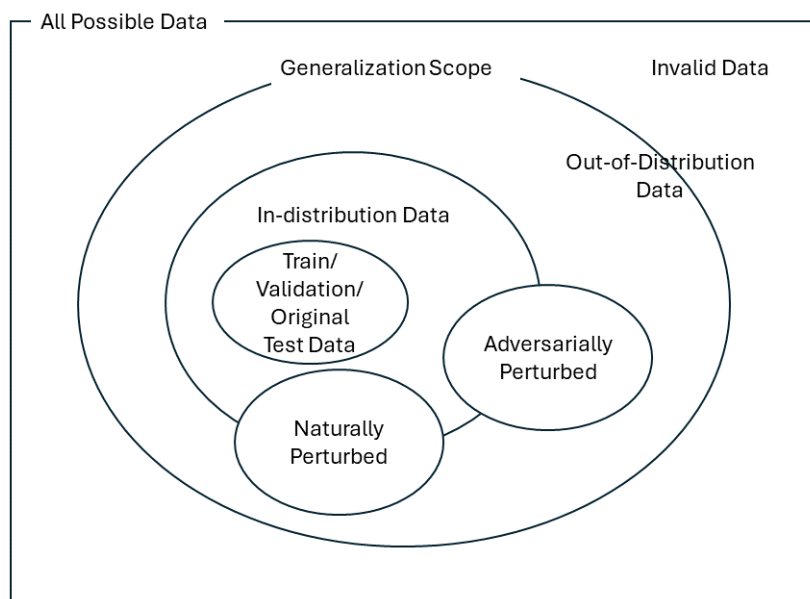 All Possible Data
Generalization Scope
Invalid Data
Out-of-Distribution
Data
In-distribution Data
Train/
Validation/
Original
Test Data
Adversarially
Perturbed
Naturally
Perturbed